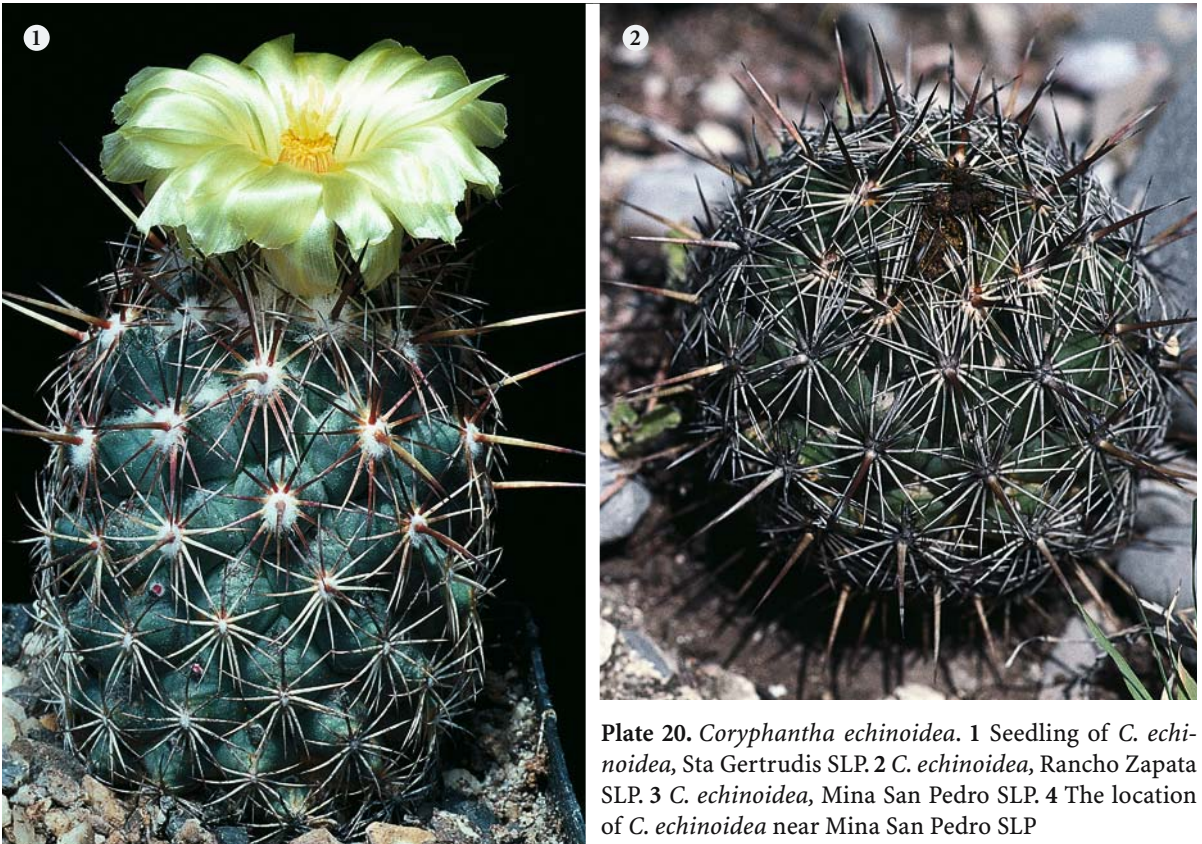 1
2
Plate 20. Coryphantha echinoidea. 1 Seedling of C. echi-
noidea, Sta Gertrudis SLP. 2 C. echinoidea, Rancho Zapata
SLP. 3 C. echinoidea, Mina San Pedro SLP. 4 The location
of C. echinoidea near Mina San Pedro SLP